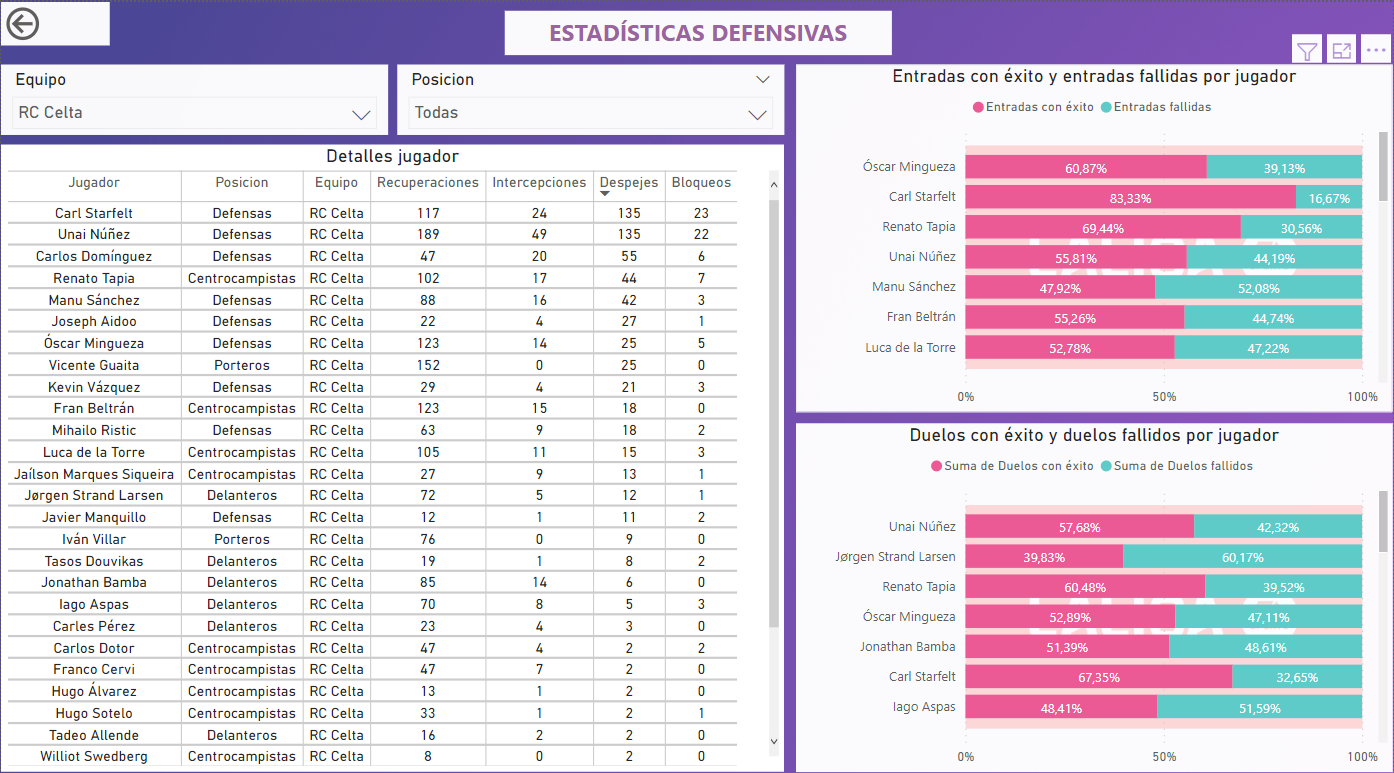 ESTADÍSTICAS DEFENSIVAS
Equipo
RC Celta
Posicion
Todas
Detalles jugador
Jugador Posicion Equipo Recuperaciones Intercepciones Despejes Bloqueos
Carl Starfelt Defensas RC Celta 117 24 135 23
Unai Núñez Defensas RC Celta 189 49 135 22
Carlos Domínguez Defensas RC Celta 47 20 55 6
Renato Tapia Centrocampistas RC Celta 102 17 44 7
Manu Sánchez Defensas RC Celta 88 16 42 3
Joseph Aidoo Defensas RC Celta 22 4 27 1
Óscar Mingueza Defensas RC Celta 123 14 25 5
Vicente Guaita Porteros RC Celta 152 0 25 0
Kevin Vázquez Defensas RC Celta 29 4 21 3
Fran Beltrán Centrocampistas RC Celta 123 15 18 0
Mihailo Ristic Defensas RC Celta 63 9 18 2
Luca de la Torre Centrocampistas RC Celta 105 11 15 3
Jaílson Marques Siqueira Centrocampistas RC Celta 27 9 13 1
Jørgen Strand Larsen Delanteros RC Celta 72 5 12 1
Javier Manquillo Defensas RC Celta 12 1 11 2
Iván Villar Porteros RC Celta 76 0 9 0
Tasos Douvikas Delanteros RC Celta 19 1 8 2
Jonathan Bamba Delanteros RC Celta 85 14 6 0
Iago Aspas Delanteros RC Celta 70 8 5 3
Carles Pérez Delanteros RC Celta 23 4 3 0
Carlos Dotor Centrocampistas RC Celta 47 4 2 2
Franco Cervi Centrocampistas RC Celta 47 7 2 0
Hugo Álvarez Centrocampistas RC Celta 13 1 2 0
Hugo Sotelo Centrocampistas RC Celta 33 1 2 1
Tadeo Allende Delanteros RC Celta 16 2 2 0
Williot Swedberg Centrocampistas RC Celta 8 0 2 0
Entradas con éxito y entradas fallidas por jugador
Entradas con éxito Entradas fallidas
Óscar Mingueza 60,87% 39,13%
Carl Starfelt 83,33% 16,67%
Renato Tapia 69,44% 30,56%
Unai Núñez 55,81% 44,19%
Manu Sánchez 47,92% 52,08%
Fran Beltrán 55,26% 44,74%
Luca de la Torre 52,78% 47,22%
0% 50% 100%
Duelos con éxito y duelos fallidos por jugador
Suma de Duelos con éxito Suma de Duelos fallidos
Unai Núñez 57,68% 42,32%
Jørgen Strand Larsen 39,83% 60,17%
Renato Tapia 60,48% 39,52%
Óscar Mingueza 52,89% 47,11%
Jonathan Bamba 51,39% 48,61%
Carl Starfelt 67,35% 32,65%
Iago Aspas 48,41% 51,59%
0% 50% 100%